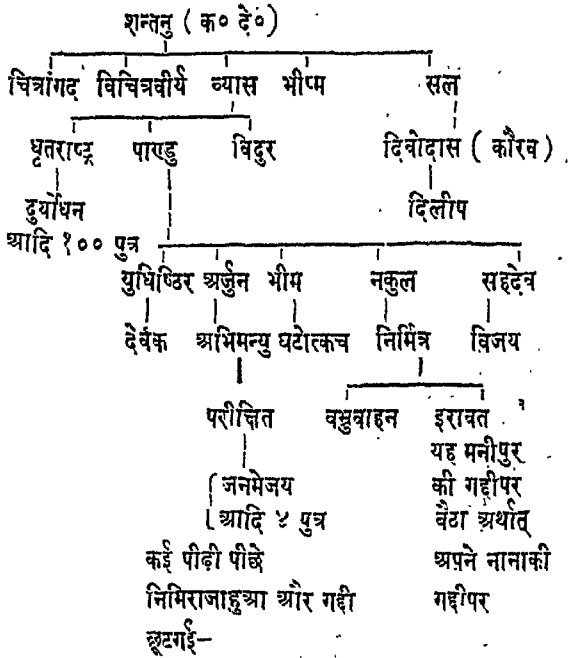 शन्तनु ( क० दे० )
चित्रांगद विचित्रवीर्य व्यास भीष्म सल
धृतराष्ट्र पाण्डु विदुर दिवोदास ( कौरव )
दुर्योधन दिलीप
आदि १०० पुत्र
युधिष्ठिर अर्जुन भीम नकुल सहदेव
देवक अभिमन्यु घटोत्कच निर्मित्र विजय
परीक्षित वभ्रुवाहन इरावत
यह मनीपुर
जनमेजय की गद्दीपर
आदि ४ पुत्र बैठा अर्थात्
कई पीढ़ी पीछे अपने नानाकी
निमिराजाहुआ और गद्दी गद्दीपर
छूटगई–